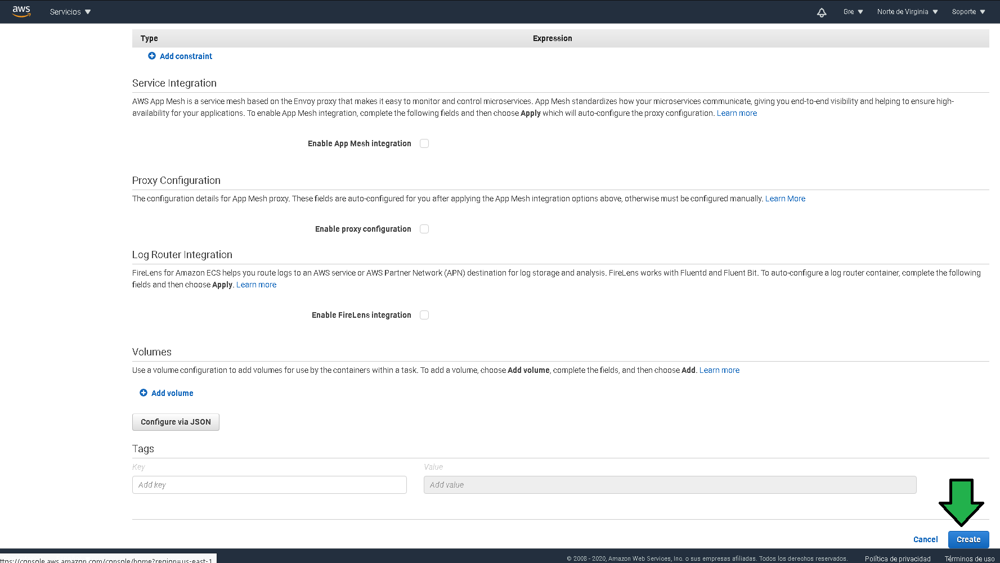 aws Servicios Gre Norte de Virginia Soporte
Type Expression
Add constraint
Service Integration
AWS App Mesh is a service mesh based on the Envoy proxy that makes it easy to monitor and control microservices. App Mesh standardizes how your microservices communicate, giving you end-to-end visibility and helping to ensure high-
availability for your applications. To enable App Mesh integration, complete the following fields and then choose Apply which will auto-configure the proxy configuration. Learn more
Enable App Mesh integration
Proxy Configuration
The configuration details for App Mesh proxy. These fields are auto-configured for you after applying the App Mesh integration options above, otherwise must be configured manually. Learn More
Enable proxy configuration
Log Router Integration
FireLens for Amazon ECS helps you route logs to an AWS service or AWS Partner Network (APN) destination for log storage and analysis. FireLens works with Fluentd and Fluent Bit. To auto-configure a log router container, complete the following
fields and then choose Apply. Learn more
Enable FireLens integration
Volumes
Use a volume configuration to add volumes for use by the containers within a task. To add a volume, choose Add volume, complete the fields, and then choose Add. Learn more
Add volume
Configure via JSON
Tags
Key Value
Add key Add value
Cancel Create
ttps://console.aws.amazon.com/console/home?region=us-east-1 © 2008 - 2020, Amazon Web Services, Inc. o sus empresas afiliadas. Todos los derechos reservados. Política de privacidad Términos de uso